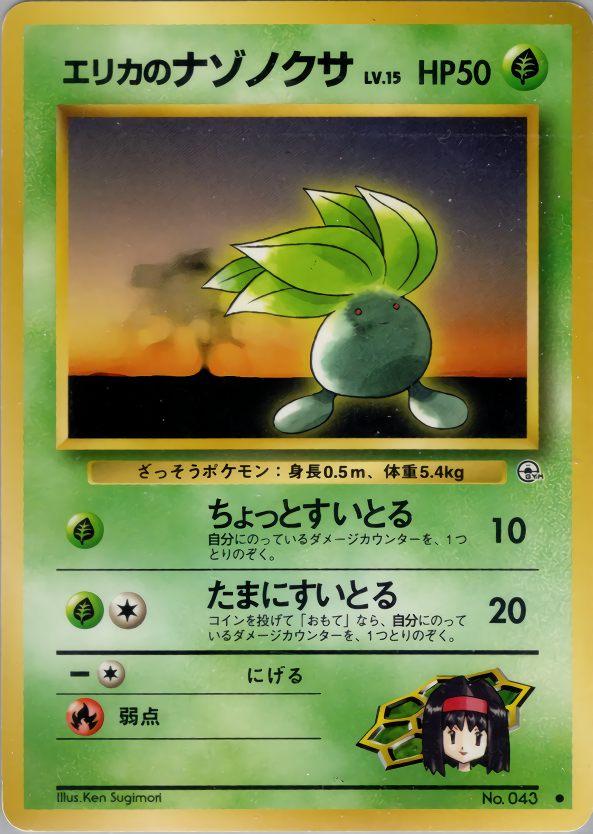 エリカのナゾノクサ LV.15 HP50
ざっそうポケモン：身長0.5m、体重5.4kg
GYM
ちょっとすいとる 10
自分にのっているダメージカウンターを、1つ
とりのぞく。
たまにすいとる 20
コインを投げて「おもて」なら、自分にのって
いるダメージカウンターを、1つとりのぞく。
にげる
弱点
Illus.Ken Sugimori No. 043